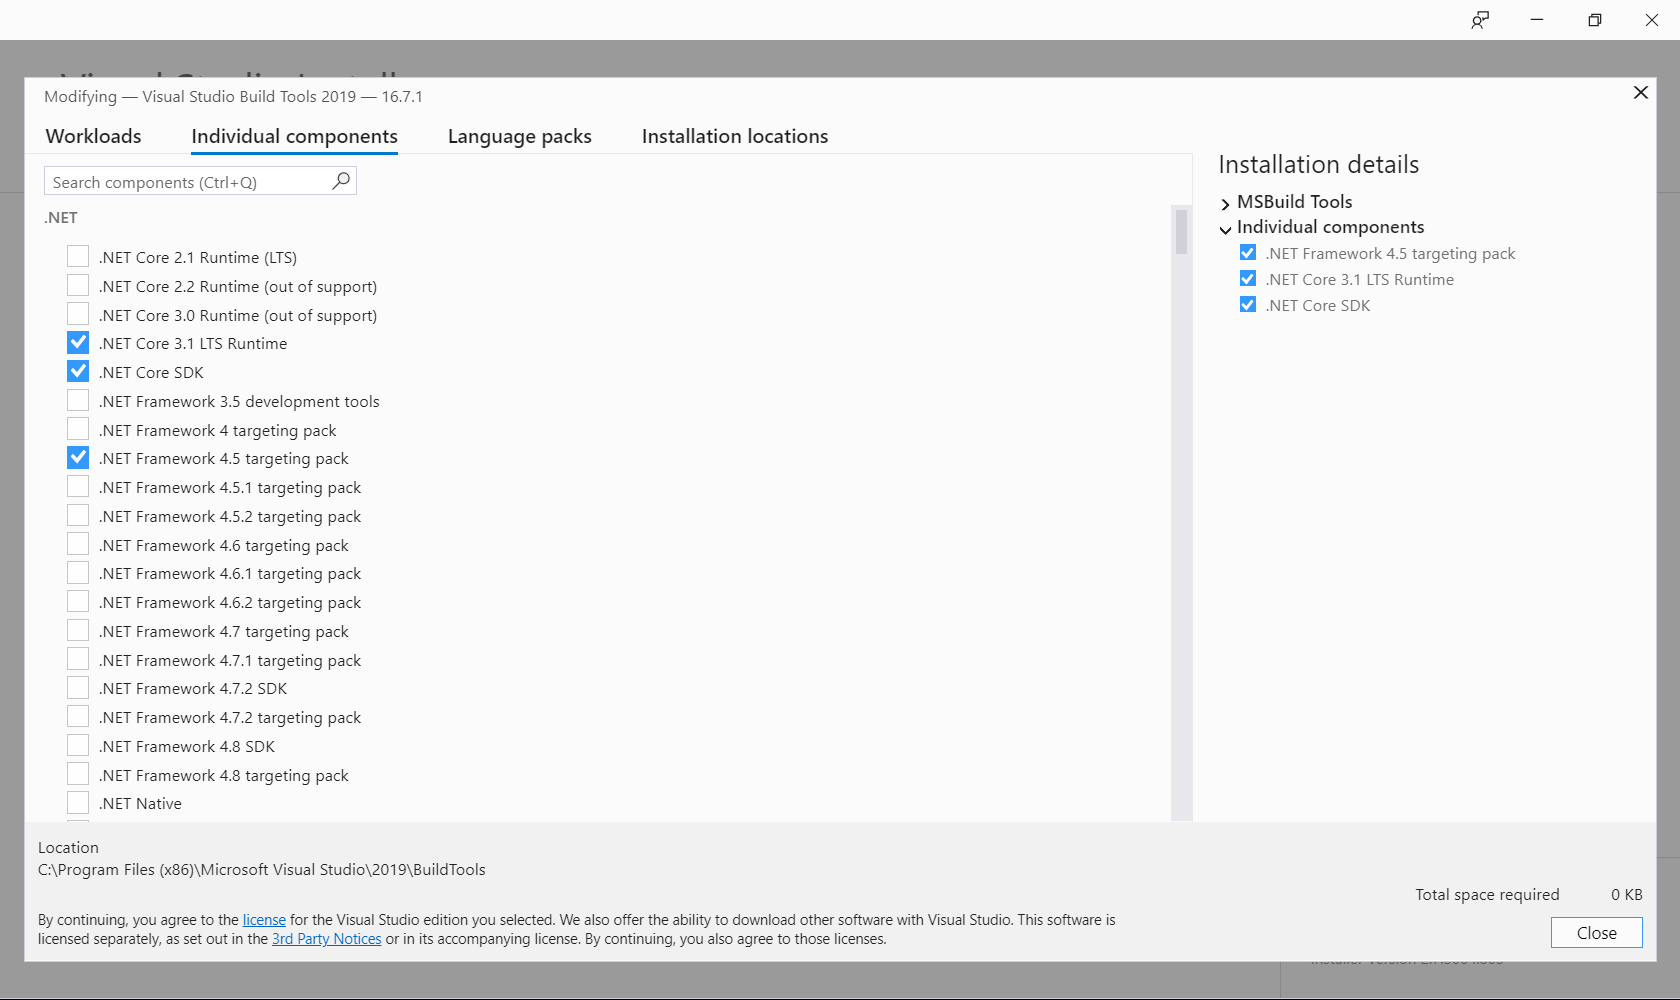 Modifying — Visual Studio Build Tools 2019 — 16.7.1
Workloads Individual components Language packs Installation locations
Search components (Ctrl+Q)
.NET
.NET Core 2.1 Runtime (LTS)
.NET Core 2.2 Runtime (out of support)
.NET Core 3.0 Runtime (out of support)
.NET Core 3.1 LTS Runtime
.NET Core SDK
.NET Framework 3.5 development tools
.NET Framework 4 targeting pack
.NET Framework 4.5 targeting pack
.NET Framework 4.5.1 targeting pack
.NET Framework 4.5.2 targeting pack
.NET Framework 4.6 targeting pack
.NET Framework 4.6.1 targeting pack
.NET Framework 4.6.2 targeting pack
.NET Framework 4.7 targeting pack
.NET Framework 4.7.1 targeting pack
.NET Framework 4.7.2 SDK
.NET Framework 4.7.2 targeting pack
.NET Framework 4.8 SDK
.NET Framework 4.8 targeting pack
.NET Native
Installation details
MSBuild Tools
Individual components
.NET Framework 4.5 targeting pack
.NET Core 3.1 LTS Runtime
.NET Core SDK
Location
C:\Program Files (x86)\Microsoft Visual Studio\2019\BuildTools
Total space required 0 KB
By continuing, you agree to the license for the Visual Studio edition you selected. We also offer the ability to download other software with Visual Studio. This software is
licensed separately, as set out in the 3rd Party Notices or in its accompanying license. By continuing, you also agree to those licenses.
Close